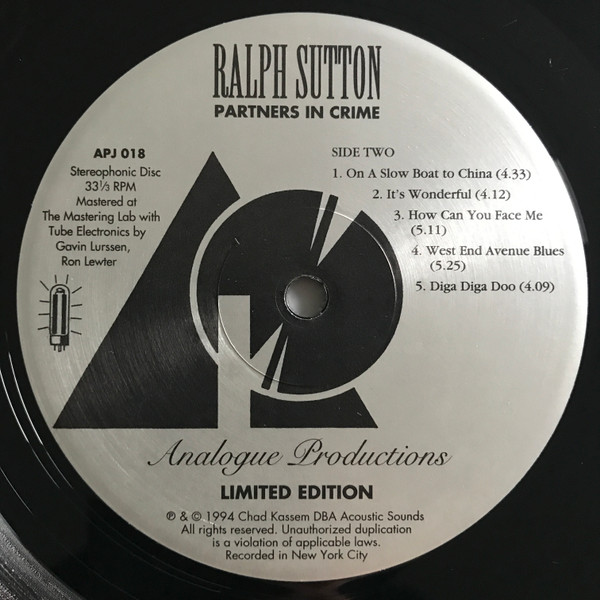 RALPH SUTTON
PARTNERS IN CRIME
APJ 018
Stereophonic Disc
33⅓ RPM
Mastered at
The Mastering Lab with
Tube Electronics by
Gavin Lurssen,
Ron Lewter
SIDE TWO
1. On A Slow Boat to China (4.33)
2. It's Wonderful (4.12)
3. How Can You Face Me
(5.11)
4. West End Avenue Blues
(5.25)
5. Diga Diga Doo (4.09)
Analogue Productions
LIMITED EDITION
℗ & © 1994 Chad Kassem DBA Acoustic Sounds
All rights reserved. Unauthorized duplication
is a violation of applicable laws.
Recorded in New York City